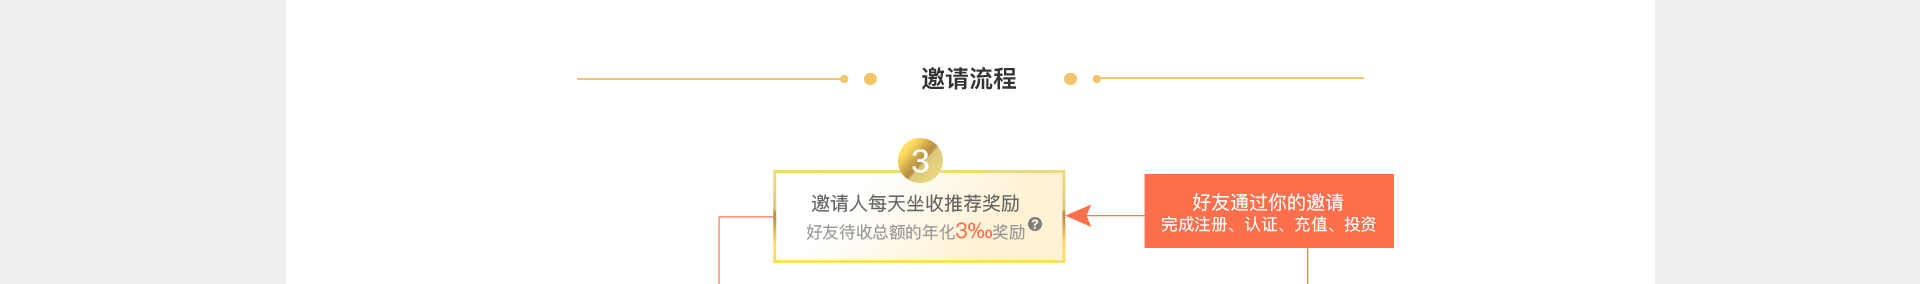 邀请流程
3
邀请人每天坐收推荐奖励
好友待收总额的年化3‰奖励 ?
好友通过你的邀请
完成注册、认证、充值、投资